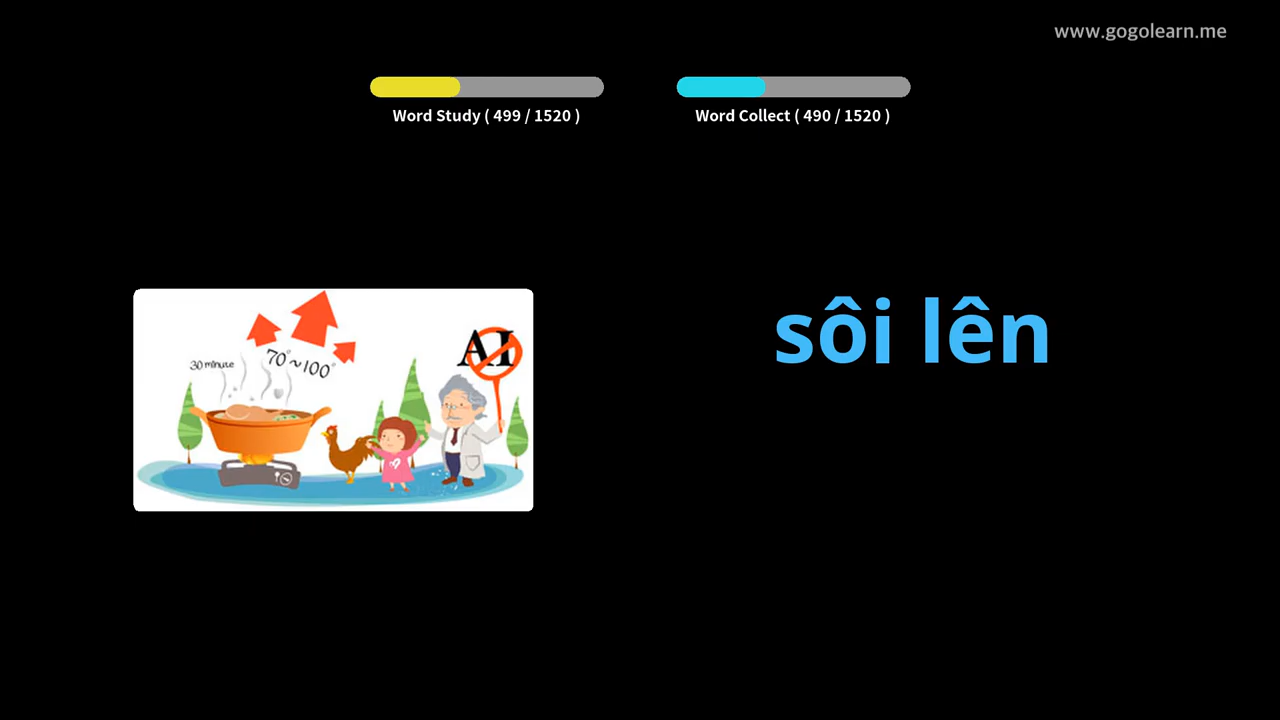 www.gogolearn.me
Word Study ( 499 / 1520 )
Word Collect ( 490 / 1520 )
sôi lên
30 minute
70°~100°
AI